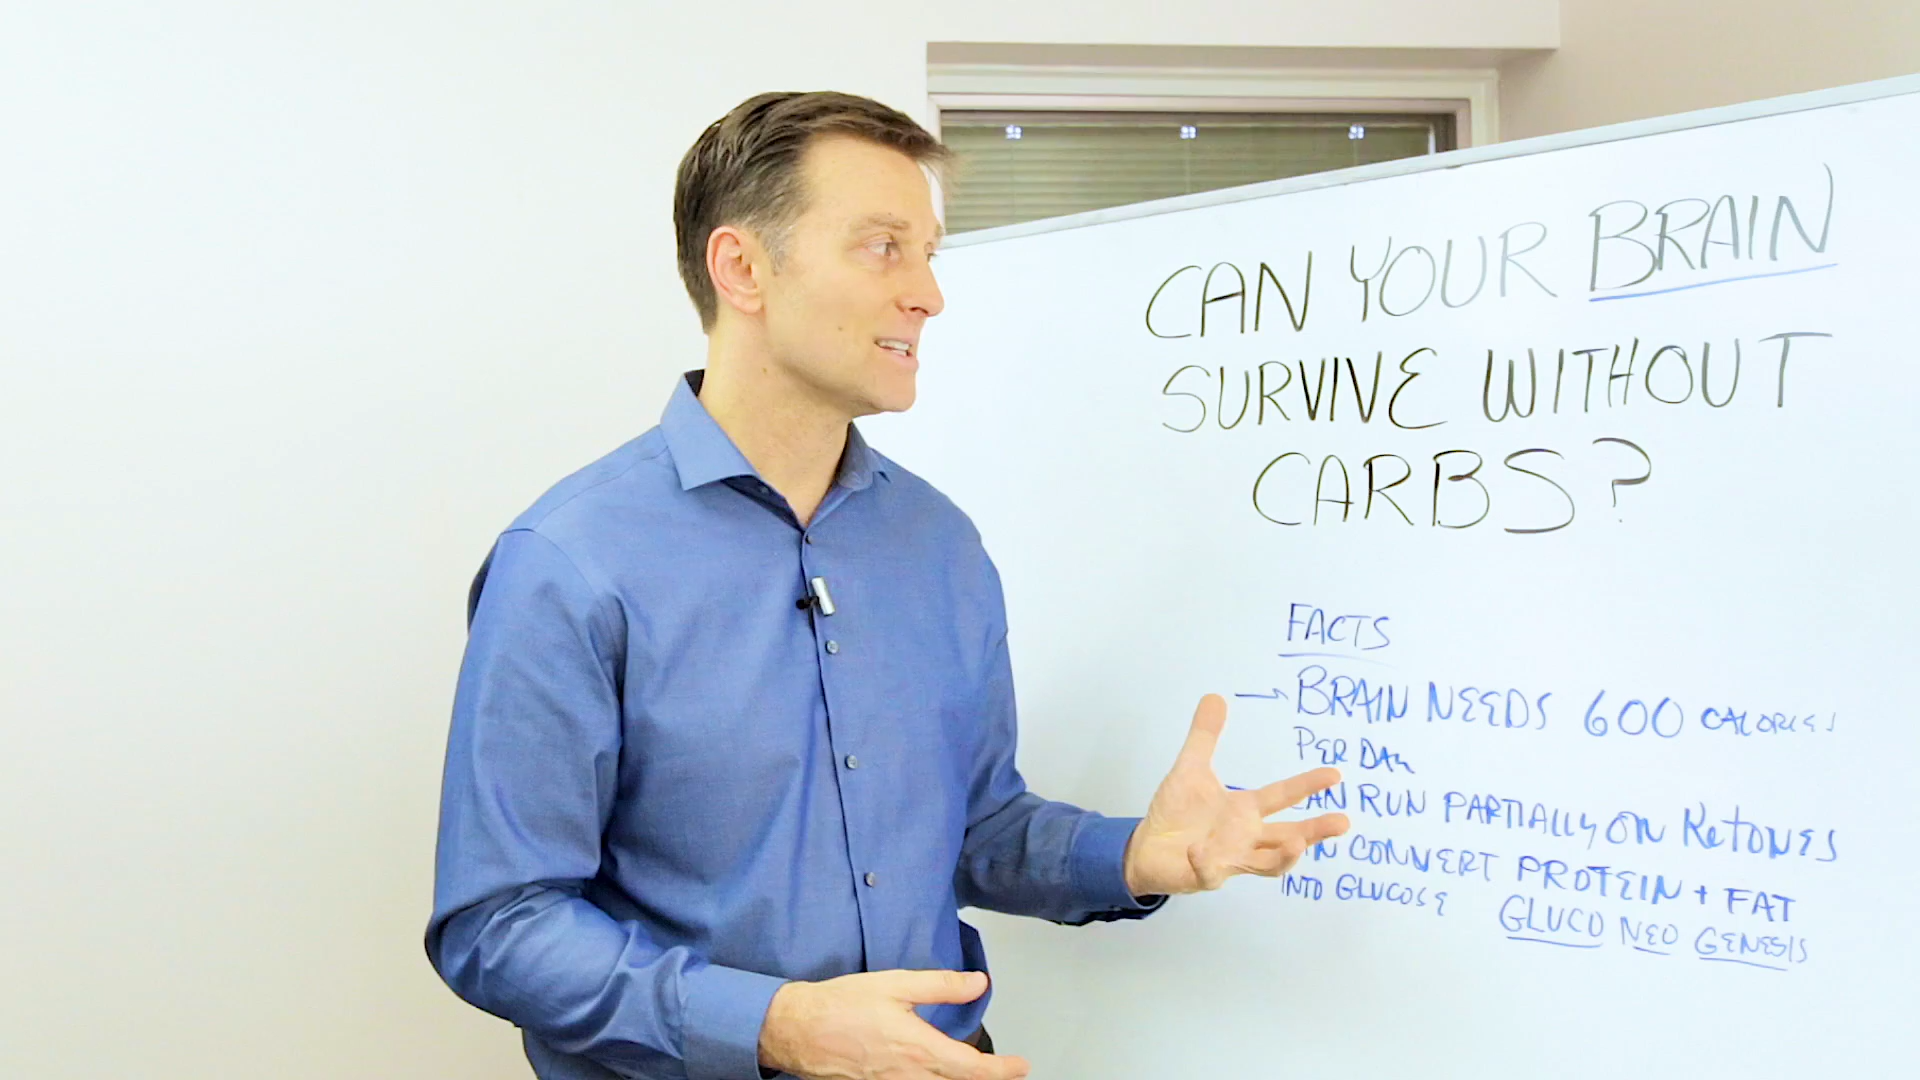 CAN YOUR BRAIN
SURVIVE WITHOUT
CARBS?
FACTS
→ BRAIN NEEDS 600 CALORIES
PER DAY
RUN PARTIALLY ON KETONES
CONVERT PROTEIN + FAT
INTO GLUCOSE GLUCO NEO GENESIS